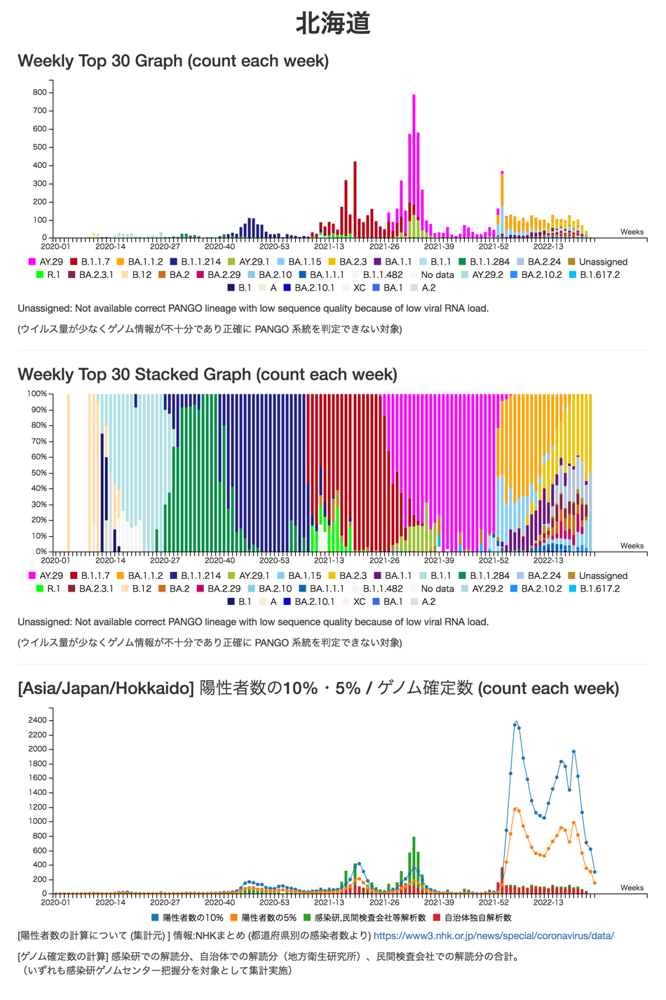 北海道
Weekly Top 30 Graph (count each week)
800
700
600
500
400
300
200
100
0
Weeks
2020-01 2020-14 2020-27 2020-40 2020-53 2021-13 2021-26 2021-39 2021-52 2022-13
AY.29 B.1.1.7 BA.1.1.2 B.1.1.214 AY.29.1 BA.1.15 BA.2.3 BA.1.1 B.1.1 B.1.1.284 BA.2.24 Unassigned
R.1 BA.2.3.1 B.12 BA.2 BA.2.29 BA.2.10 BA.1.1.1 B.1.1.482 No data AY.29.2 BA.2.10.2 B.1.617.2
B.1 A BA.2.10.1 XC BA.1 A.2
Unassigned: Not available correct PANGO lineage with low sequence quality because of low viral RNA load.
(ウイルス量が少なくゲノム情報が不十分であり正確に PANGO 系統を判定できない対象)
Weekly Top 30 Stacked Graph (count each week)
100%
90%
80%
70%
60%
50%
40%
30%
20%
10%
0%
Weeks
2020-01 2020-14 2020-27 2020-40 2020-53 2021-13 2021-26 2021-39 2021-52 2022-13
AY.29 B.1.1.7 BA.1.1.2 B.1.1.214 AY.29.1 BA.1.15 BA.2.3 BA.1.1 B.1.1 B.1.1.284 BA.2.24 Unassigned
R.1 BA.2.3.1 B.12 BA.2 BA.2.29 BA.2.10 BA.1.1.1 B.1.1.482 No data AY.29.2 BA.2.10.2 B.1.617.2
B.1 A BA.2.10.1 XC BA.1 A.2
Unassigned: Not available correct PANGO lineage with low sequence quality because of low viral RNA load.
(ウイルス量が少なくゲノム情報が不十分であり正確に PANGO 系統を判定できない対象)
[Asia/Japan/Hokkaido] 陽性者数の10%・5% / ゲノム確定数 (count each week)
2400
2200
2000
1800
1600
1400
1200
1000
800
600
400
200
0
Weeks
2020-01 2020-14 2020-27 2020-40 2020-53 2021-13 2021-26 2021-39 2021-52 2022-13
陽性者数の10% 陽性者数の5% 感染研,民間検査会社等解析数 自治体独自解析数
[陽性者数の計算について (集計元) ] 情報:NHKまとめ (都道府県別の感染者数より) https://www3.nhk.or.jp/news/special/coronavirus/data/
[ゲノム確定数の計算] 感染研での解読分、自治体での解読分（地方衛生研究所）、民間検査会社での解読分の合計。
（いずれも感染研ゲノムセンター把握分を対象として集計実施）